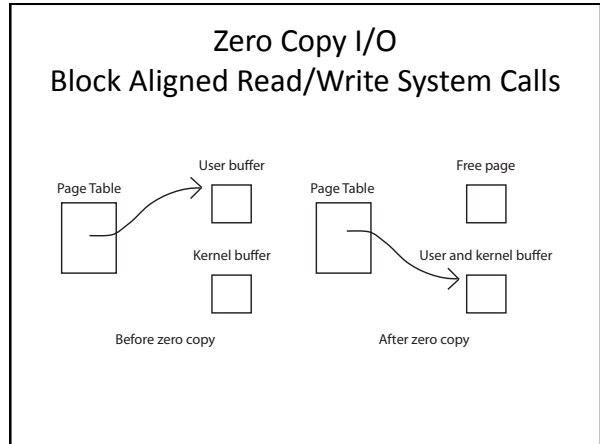 Zero Copy I/O
Block Aligned Read/Write System Calls
User buffer
Page Table
Kernel buffer
Before zero copy
Free page
Page Table
User and kernel buffer
After zero copy